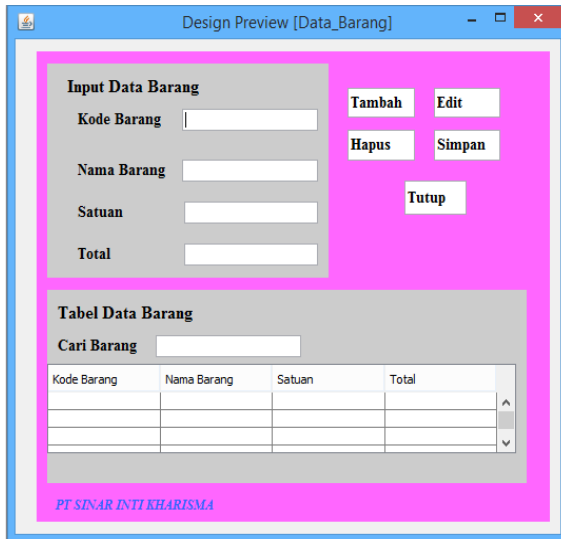 Design Preview [Data_Barang]
Input Data Barang
Kode Barang
Nama Barang
Satuan
Total
Tambah
Edit
Hapus
Simpan
Tutup
Tabel Data Barang
Cari Barang
Kode Barang Nama Barang Satuan Total
PT SINAR INTI KHARISMA